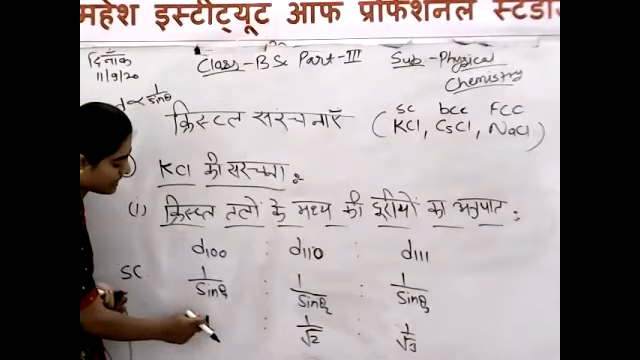 महेश इस्टीट्यूट आफ प्रोफेशनल स्टडीज
दिनाँक Class - BSc Part - III Sub - Physical
11/9/20 Chemistry
d ∝ 1/sinθ
SC bcc FCC
क्रिस्टल संरचनाएँ (KCl, CsCl, NaCl)
KCl की संरचना :
(i) क्रिस्टल तलों के मध्य की दूरीयों का अनुपात :
d100 : d110 : d111
SC 1/Sinθ1 : 1/Sinθ2 : 1/Sinθ3
: 1/√2 : 1/√3